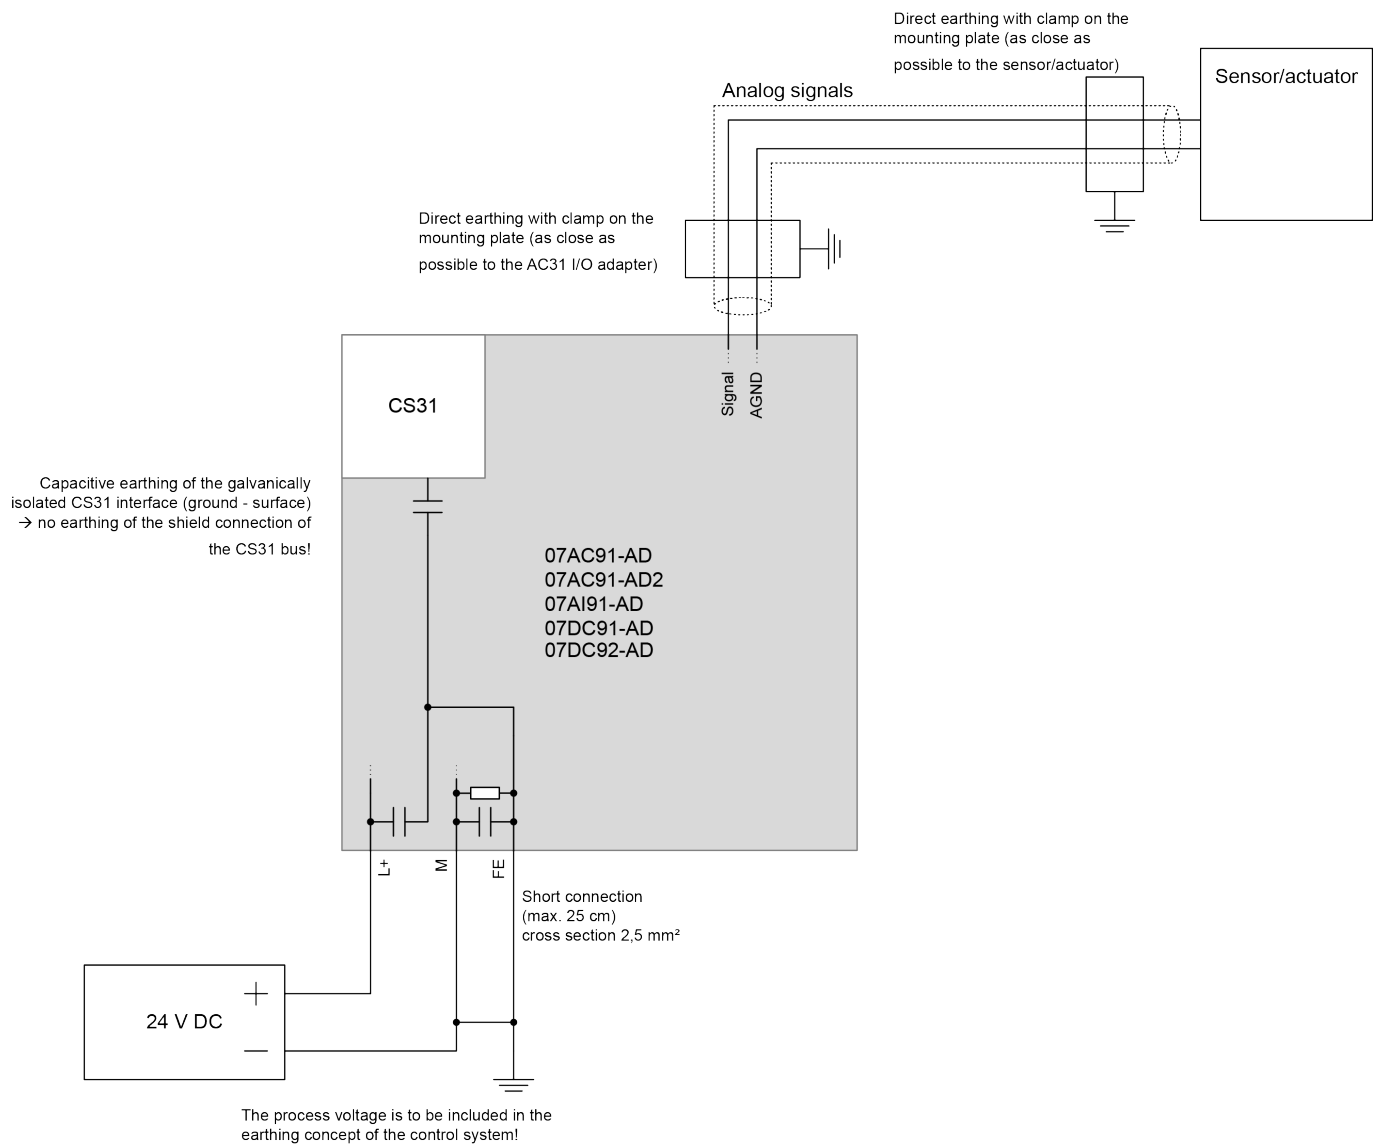 Direct earthing with clamp on the
mounting plate (as close as
possible to the sensor/actuator)
Sensor/actuator
Analog signals
Direct earthing with clamp on the
mounting plate (as close as
possible to the AC31 I/O adapter)
Signal
AGND
CS31
Capacitive earthing of the galvanically
isolated CS31 interface (ground - surface)
→ no earthing of the shield connection of
the CS31 bus!
07AC91-AD
07AC91-AD2
07AI91-AD
07DC91-AD
07DC92-AD
L+
M
FE
Short connection
(max. 25 cm)
cross section 2,5 mm²
24 V DC
+
—
The process voltage is to be included in the
earthing concept of the control system!